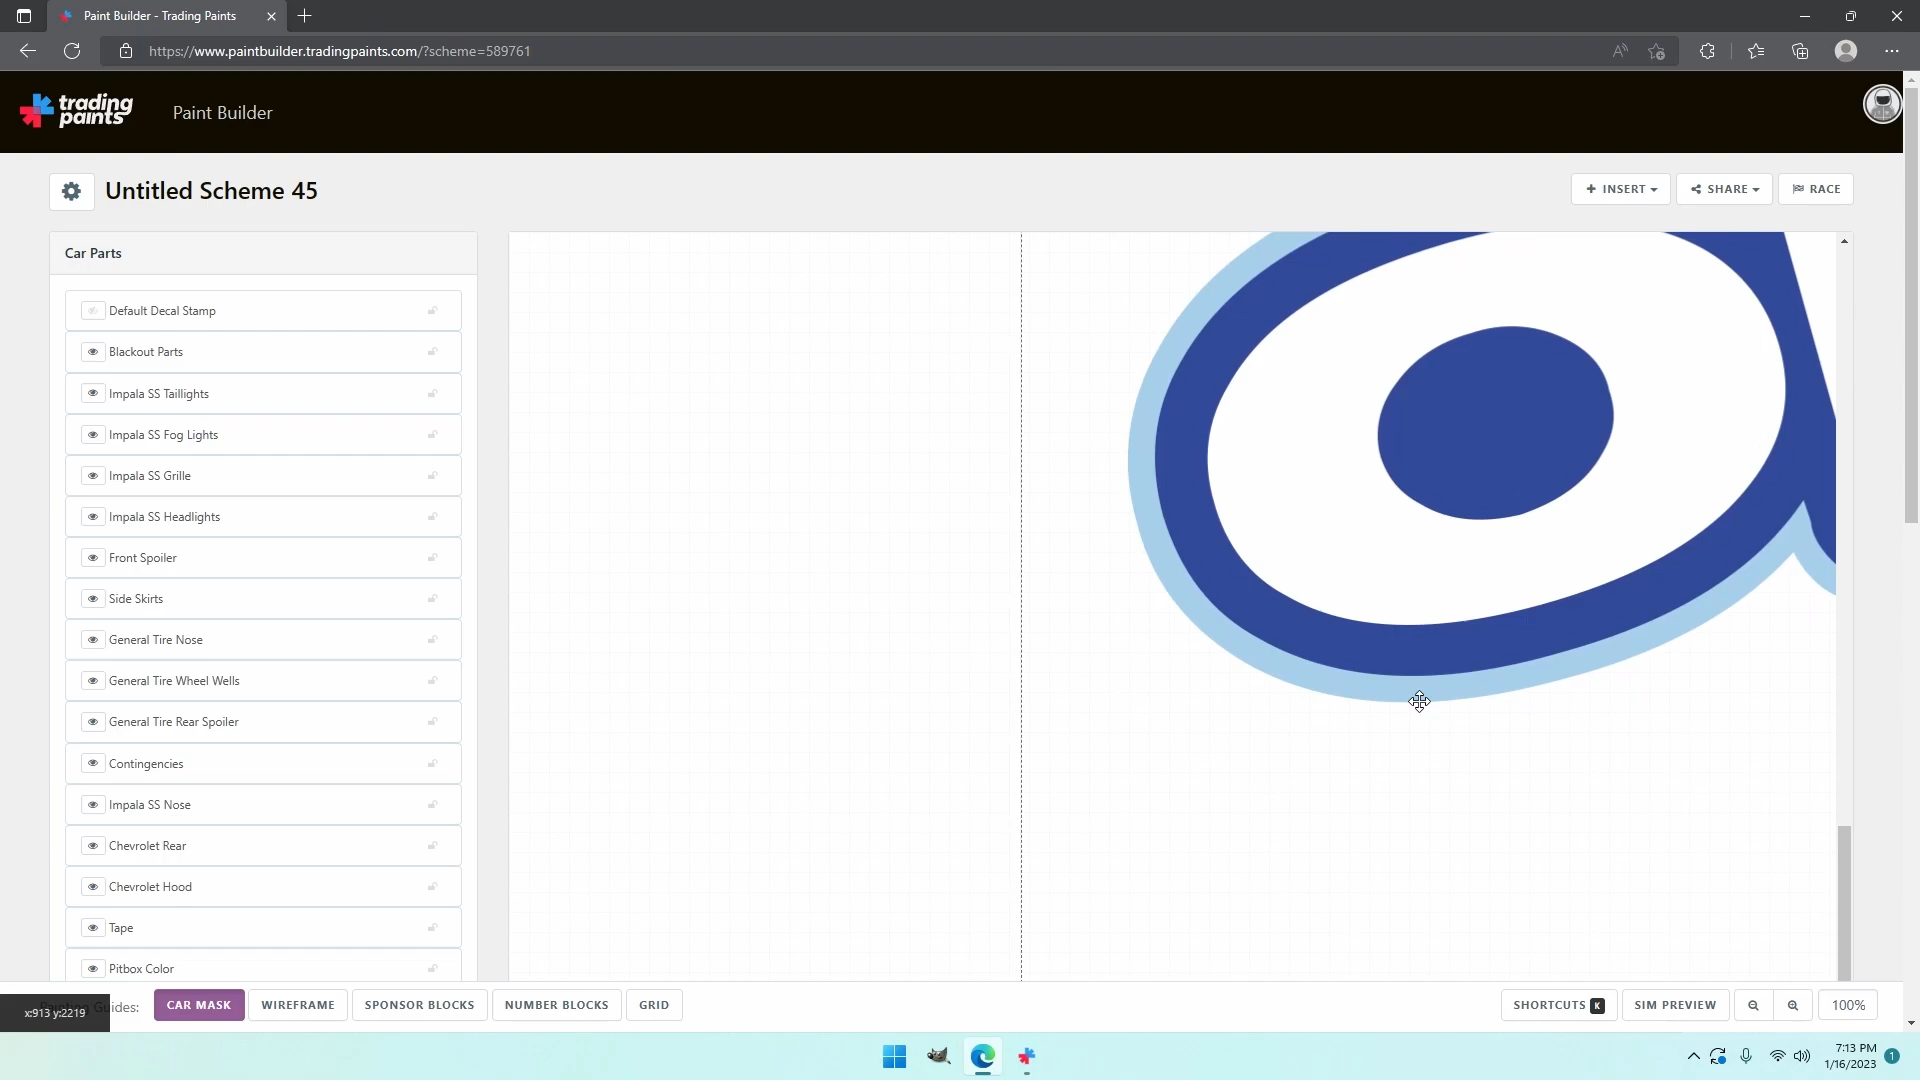 Paint Builder - Trading Paints
https://www.paintbuilder.tradingpaints.com/?scheme=589761
trading paints
Paint Builder
Untitled Scheme 45
INSERT
SHARE
RACE
Car Parts
Default Decal Stamp
Blackout Parts
Impala SS Taillights
Impala SS Fog Lights
Impala SS Grille
Impala SS Headlights
Front Spoiler
Side Skirts
General Tire Nose
General Tire Wheel Wells
General Tire Rear Spoiler
Contingencies
Impala SS Nose
Chevrolet Rear
Chevrolet Hood
Tape
Pitbox Color
x:913 y:2219
Painting Guides:
CAR MASK
WIREFRAME
SPONSOR BLOCKS
NUMBER BLOCKS
GRID
SHORTCUTS K
SIM PREVIEW
100%
7:13 PM
1/16/2023
1